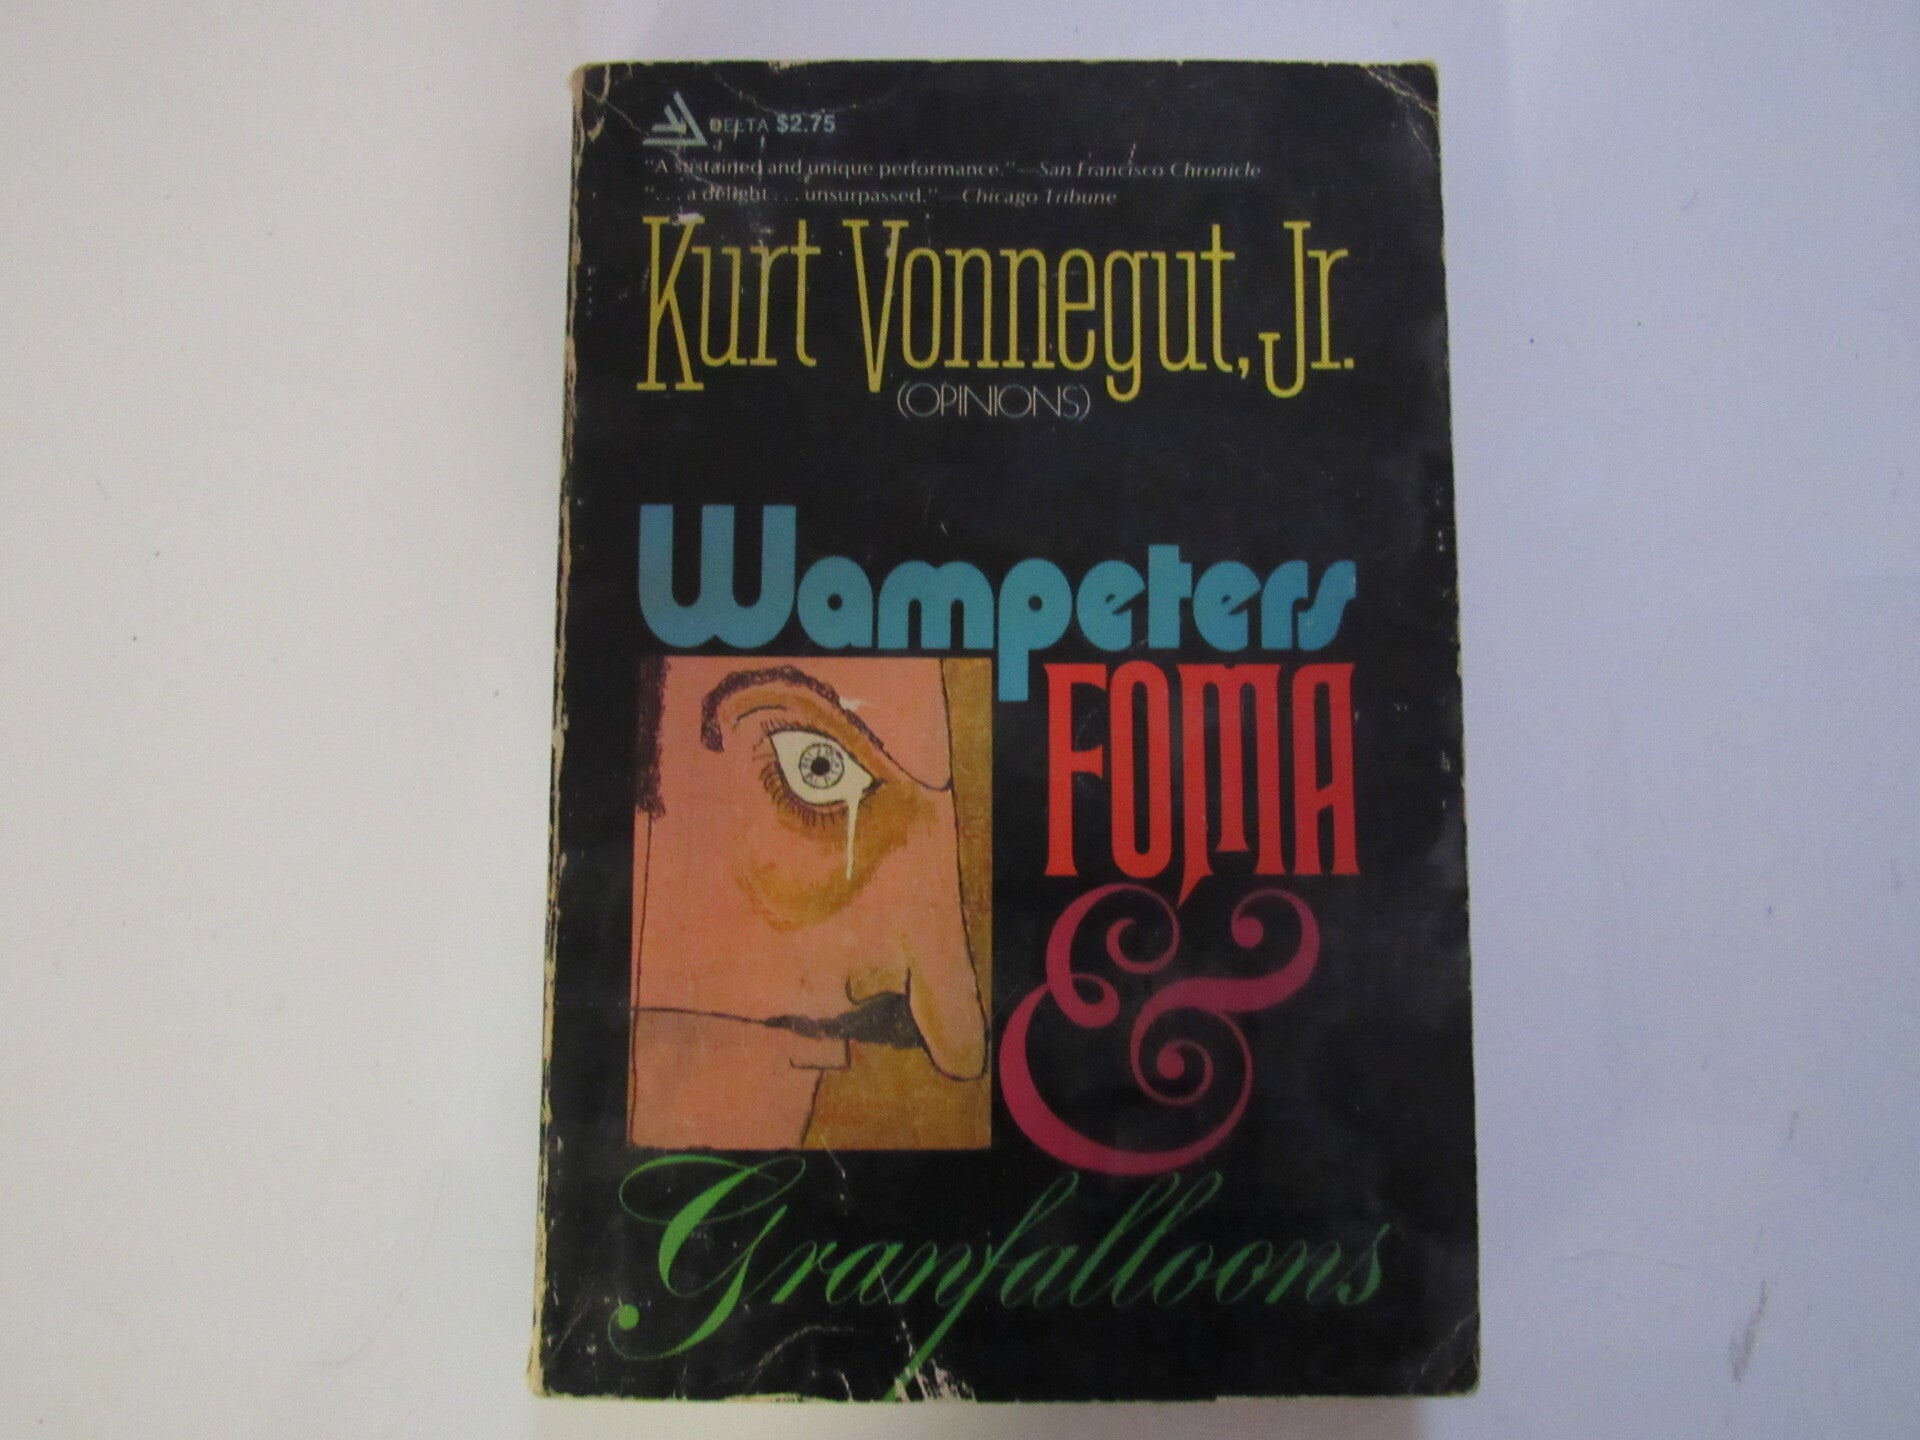 DELTA $2.75
"A sustained and unique performance."—San Francisco Chronicle
". . . a delight . . . unsurpassed."—Chicago Tribune
Kurt Vonnegut, Jr.
(OPINIONS)
Wampeters
FOMA
&
Granfalloons